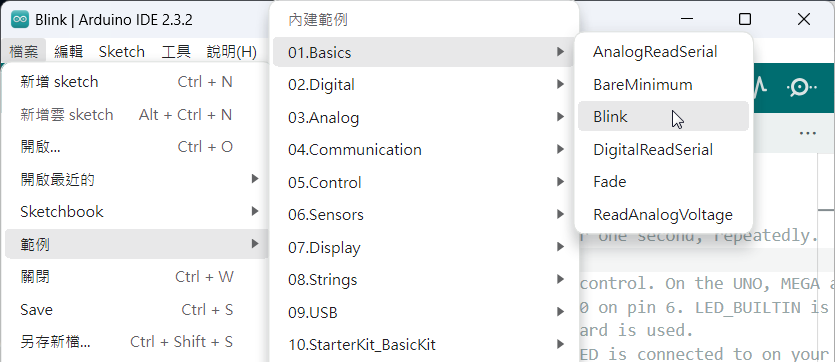 Blink | Arduino IDE 2.3.2
檔案 編輯 Sketch 工具 說明(H)
新增 sketch Ctrl + N
新增雲 sketch Alt + Ctrl + N
開啟... Ctrl + O
開啟最近的
Sketchbook
範例
關閉 Ctrl + W
Save Ctrl + S
另存新檔... Ctrl + Shift + S
內建範例
01.Basics
02.Digital
03.Analog
04.Communication
05.Control
06.Sensors
07.Display
08.Strings
09.USB
10.StarterKit_BasicKit
AnalogReadSerial
BareMinimum
Blink
DigitalReadSerial
Fade
ReadAnalogVoltage
r one second, repeatedly.
control. On the UNO, MEGA a
0 on pin 6. LED_BUILTIN is
ard is used.
ED is connected to on your